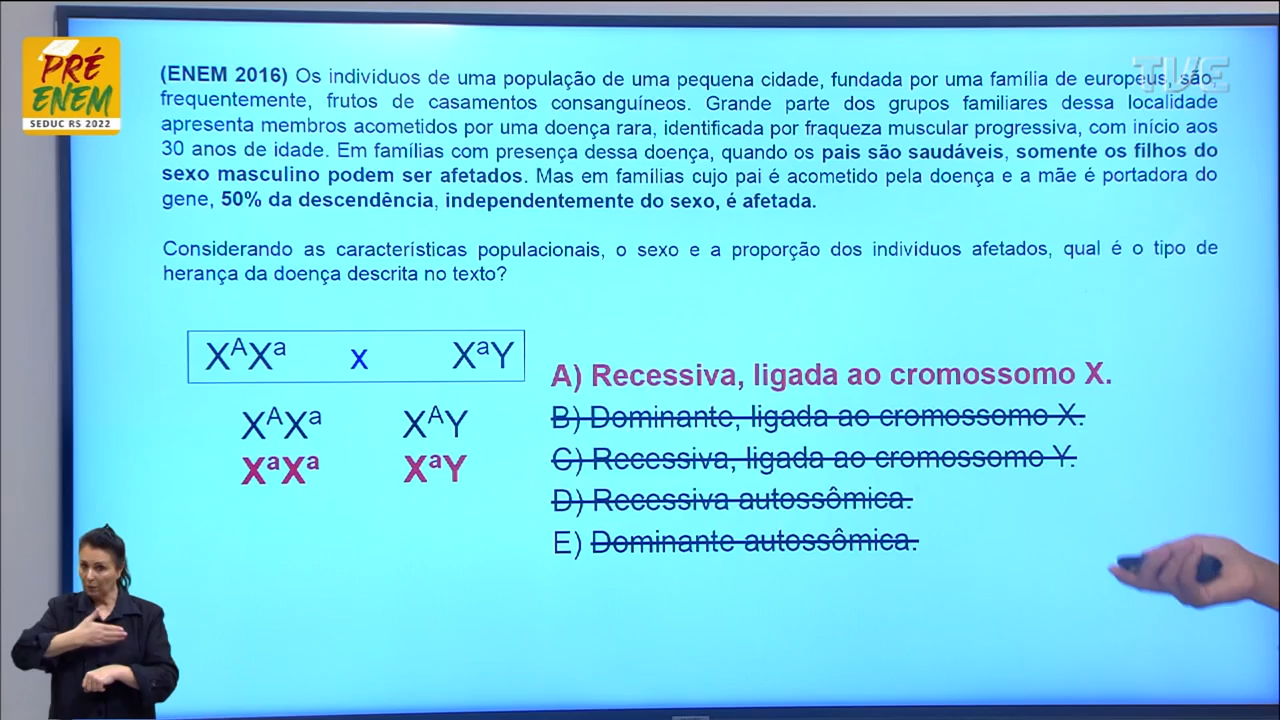 PRÉ
ENEM
SEDUC RS 2022
TVE
(ENEM 2016) Os individuos de uma população de uma pequena cidade, fundada por uma família de europeus, são
frequentemente, frutos de casamentos consanguíneos. Grande parte dos grupos familiares dessa localidade
apresenta membros acometidos por uma doença rara, identificada por fraqueza muscular progressiva, com início aos
30 anos de idade. Em famílias com presença dessa doença, quando os pais são saudáveis, somente os filhos do
sexo masculino podem ser afetados. Mas em famílias cujo pai é acometido pela doença e a mãe é portadora do
gene, 50% da descendência, independentemente do sexo, é afetada.
Considerando as características populacionais, o sexo e a proporção dos individuos afetados, qual é o tipo de
herança da doença descrita no texto?
XᴬXᵃ x XᵃY
XᴬXᵃ XᴬY
XᵃXᵃ XᵃY
A) Recessiva, ligada ao cromossomo X.
B) Dominante, ligada ao cromossomo X.
C) Recessiva, ligada ao cromossomo Y.
D) Recessiva autossômica.
E) Dominante autossômica.